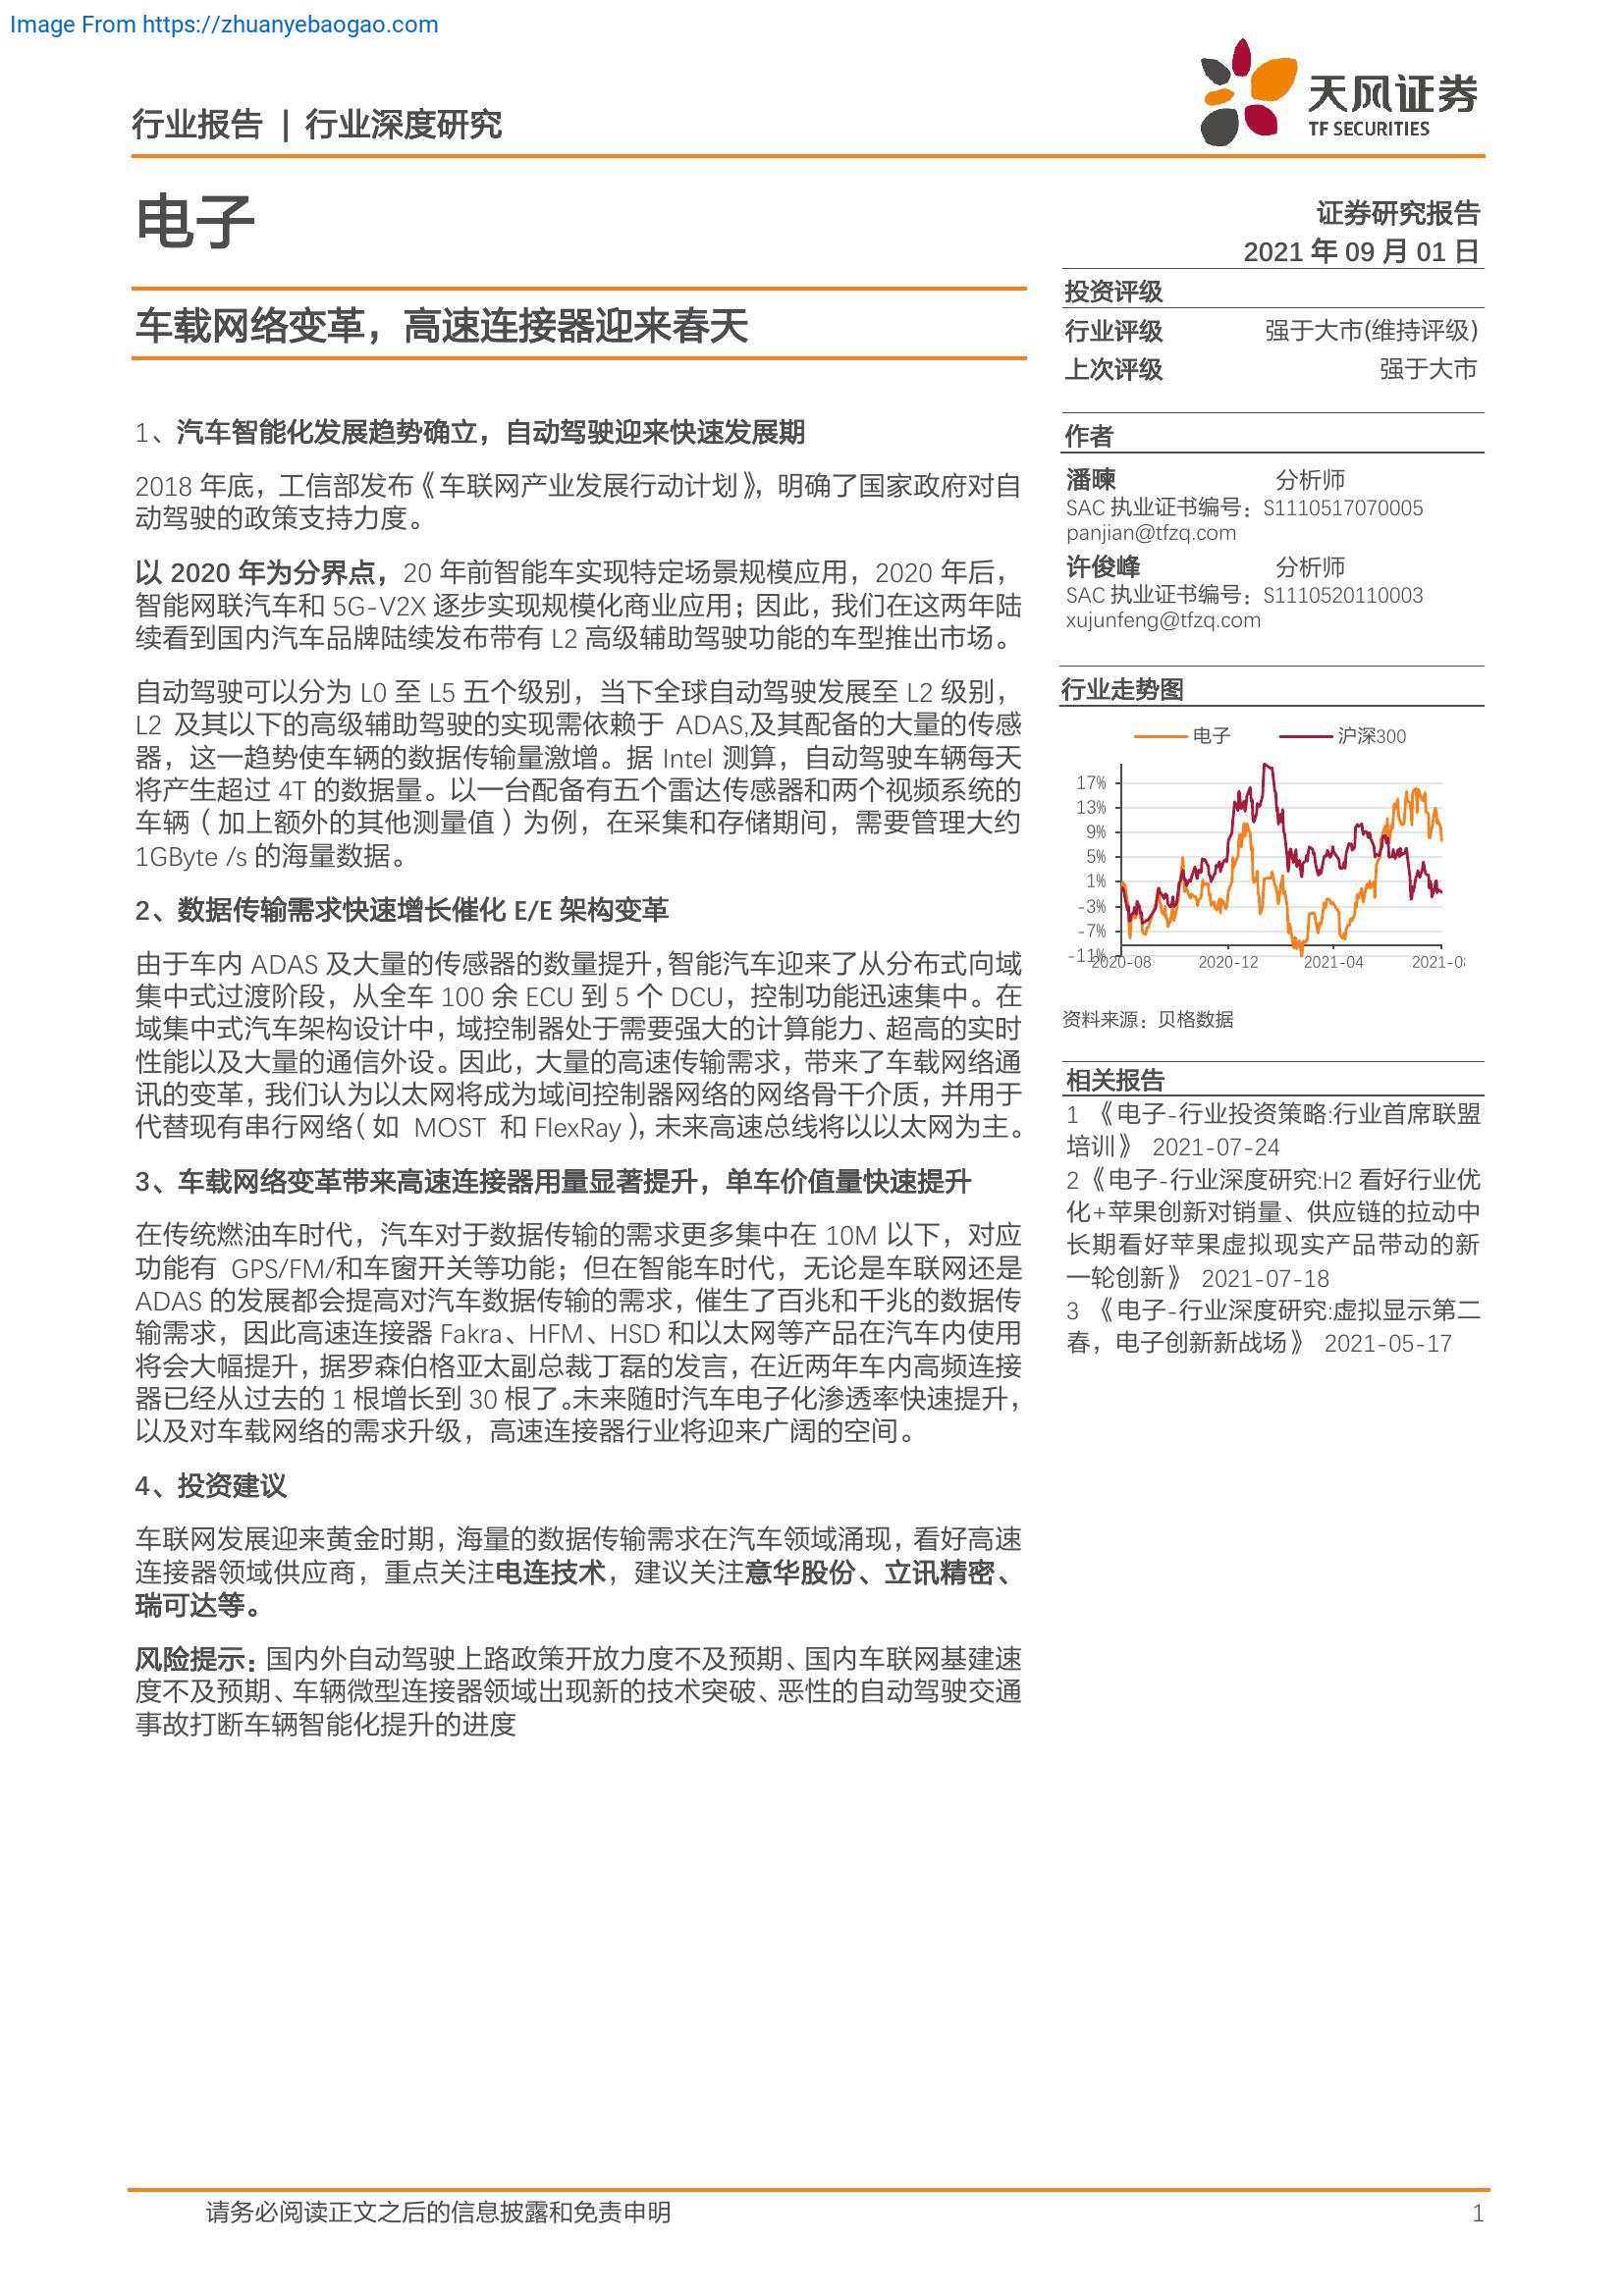 Image From https://zhuanyebaogao.com
行业报告 | 行业深度研究
天风证券
TF SECURITIES
电子
证券研究报告
2021 年 09 月 01 日
车载网络变革，高速连接器迎来春天
投资评级
行业评级 强于大市(维持评级)
上次评级 强于大市
1、汽车智能化发展趋势确立，自动驾驶迎来快速发展期
2018 年底，工信部发布《车联网产业发展行动计划》，明确了国家政府对自
动驾驶的政策支持力度。
以 2020 年为分界点，20 年前智能车实现特定场景规模应用，2020 年后，
智能网联汽车和 5G-V2X 逐步实现规模化商业应用；因此，我们在这两年陆
续看到国内汽车品牌陆续发布带有 L2 高级辅助驾驶功能的车型推出市场。
自动驾驶可以分为 L0 至 L5 五个级别，当下全球自动驾驶发展至 L2 级别，
L2 及其以下的高级辅助驾驶的实现需依赖于 ADAS,及其配备的大量的传感
器，这一趋势使车辆的数据传输量激增。据 Intel 测算，自动驾驶车辆每天
将产生超过 4T 的数据量。以一台配备有五个雷达传感器和两个视频系统的
车辆（加上额外的其他测量值）为例，在采集和存储期间，需要管理大约
1GByte /s 的海量数据。
2、数据传输需求快速增长催化 E/E 架构变革
由于车内 ADAS 及大量的传感器的数量提升，智能汽车迎来了从分布式向域
集中式过渡阶段，从全车 100 余 ECU 到 5 个 DCU，控制功能迅速集中。在
域集中式汽车架构设计中，域控制器处于需要强大的计算能力、超高的实时
性能以及大量的通信外设。因此，大量的高速传输需求，带来了车载网络通
讯的变革，我们认为以太网将成为域间控制器网络的网络骨干介质，并用于
代替现有串行网络（如 MOST 和 FlexRay），未来高速总线将以以太网为主。
3、车载网络变革带来高速连接器用量显著提升，单车价值量快速提升
在传统燃油车时代，汽车对于数据传输的需求更多集中在 10M 以下，对应
功能有 GPS/FM/和车窗开关等功能；但在智能车时代，无论是车联网还是
ADAS 的发展都会提高对汽车数据传输的需求，催生了百兆和千兆的数据传
输需求，因此高速连接器 Fakra、HFM、HSD 和以太网等产品在汽车内使用
将会大幅提升，据罗森伯格亚太副总裁丁磊的发言，在近两年车内高频连接
器已经从过去的 1 根增长到 30 根了。未来随时汽车电子化渗透率快速提升，
以及对车载网络的需求升级，高速连接器行业将迎来广阔的空间。
4、投资建议
车联网发展迎来黄金时期，海量的数据传输需求在汽车领域涌现，看好高速
连接器领域供应商，重点关注电连技术，建议关注意华股份、立讯精密、
瑞可达等。
风险提示：国内外自动驾驶上路政策开放力度不及预期、国内车联网基建速
度不及预期、车辆微型连接器领域出现新的技术突破、恶性的自动驾驶交通
事故打断车辆智能化提升的进度
作者
潘暕 分析师
SAC 执业证书编号：S1110517070005
panjian@tfzq.com
许俊峰 分析师
SAC 执业证书编号：S1110520110003
xujunfeng@tfzq.com
行业走势图
电子 沪深300
17%
13%
9%
5%
1%
-3%
-7%
-11%
2020-08 2020-12 2021-04 2021-0
资料来源：贝格数据
相关报告
1 《电子-行业投资策略:行业首席联盟
培训》 2021-07-24
2《电子-行业深度研究:H2 看好行业优
化+苹果创新对销量、供应链的拉动中
长期看好苹果虚拟现实产品带动的新
一轮创新》 2021-07-18
3 《电子-行业深度研究:虚拟显示第二
春，电子创新新战场》 2021-05-17
请务必阅读正文之后的信息披露和免责申明 1